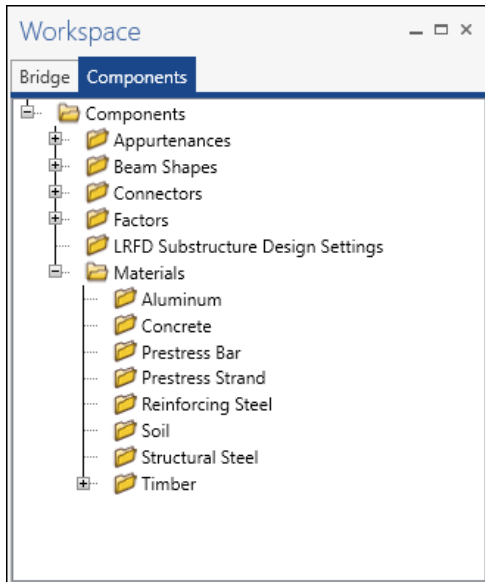 Workspace
Bridge Components
Components
Appurtenances
Beam Shapes
Connectors
Factors
LRFD Substructure Design Settings
Materials
Aluminum
Concrete
Prestress Bar
Prestress Strand
Reinforcing Steel
Soil
Structural Steel
Timber